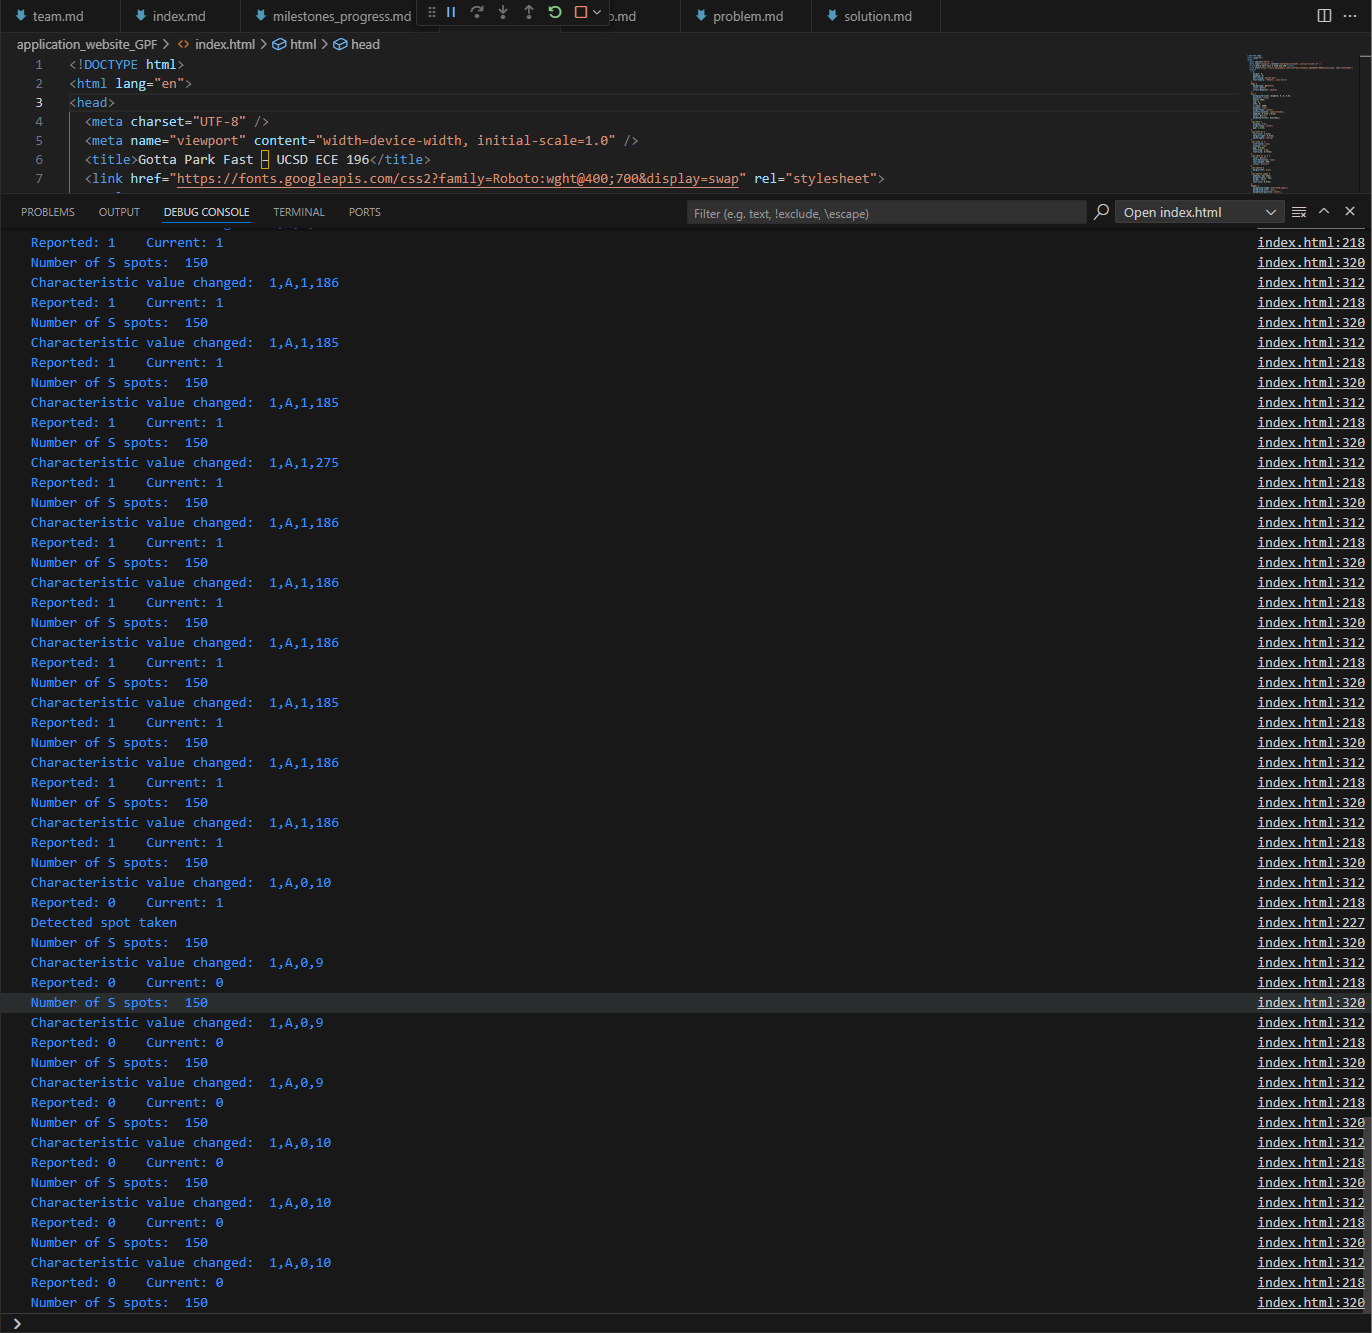 team.md index.md milestones_progress.md o.md problem.md solution.md
application_website_GPF > <> index.html > html > head
1 <!DOCTYPE html>
2 <html lang="en">
3 <head>
4 <meta charset="UTF-8" />
5 <meta name="viewport" content="width=device-width, initial-scale=1.0" />
6 <title>Gotta Park Fast – UCSD ECE 196</title>
7 <link href="https://fonts.googleapis.com/css2?family=Roboto:wght@400;700&display=swap" rel="stylesheet">
PROBLEMS OUTPUT DEBUG CONSOLE TERMINAL PORTS Filter (e.g. text, !exclude, \escape) Open index.html
Reported: 1 Current: 1 index.html:218
Number of S spots: 150 index.html:320
Characteristic value changed: 1,A,1,186 index.html:312
Reported: 1 Current: 1 index.html:218
Number of S spots: 150 index.html:320
Characteristic value changed: 1,A,1,185 index.html:312
Reported: 1 Current: 1 index.html:218
Number of S spots: 150 index.html:320
Characteristic value changed: 1,A,1,185 index.html:312
Reported: 1 Current: 1 index.html:218
Number of S spots: 150 index.html:320
Characteristic value changed: 1,A,1,275 index.html:312
Reported: 1 Current: 1 index.html:218
Number of S spots: 150 index.html:320
Characteristic value changed: 1,A,1,186 index.html:312
Reported: 1 Current: 1 index.html:218
Number of S spots: 150 index.html:320
Characteristic value changed: 1,A,1,186 index.html:312
Reported: 1 Current: 1 index.html:218
Number of S spots: 150 index.html:320
Characteristic value changed: 1,A,1,186 index.html:312
Reported: 1 Current: 1 index.html:218
Number of S spots: 150 index.html:320
Characteristic value changed: 1,A,1,185 index.html:312
Reported: 1 Current: 1 index.html:218
Number of S spots: 150 index.html:320
Characteristic value changed: 1,A,1,186 index.html:312
Reported: 1 Current: 1 index.html:218
Number of S spots: 150 index.html:320
Characteristic value changed: 1,A,1,186 index.html:312
Reported: 1 Current: 1 index.html:218
Number of S spots: 150 index.html:320
Characteristic value changed: 1,A,0,10 index.html:312
Reported: 0 Current: 1 index.html:218
Detected spot taken index.html:227
Number of S spots: 150 index.html:320
Characteristic value changed: 1,A,0,9 index.html:312
Reported: 0 Current: 0 index.html:218
Number of S spots: 150 index.html:320
Characteristic value changed: 1,A,0,9 index.html:312
Reported: 0 Current: 0 index.html:218
Number of S spots: 150 index.html:320
Characteristic value changed: 1,A,0,9 index.html:312
Reported: 0 Current: 0 index.html:218
Number of S spots: 150 index.html:320
Characteristic value changed: 1,A,0,10 index.html:312
Reported: 0 Current: 0 index.html:218
Number of S spots: 150 index.html:320
Characteristic value changed: 1,A,0,10 index.html:312
Reported: 0 Current: 0 index.html:218
Number of S spots: 150 index.html:320
Characteristic value changed: 1,A,0,10 index.html:312
Reported: 0 Current: 0 index.html:218
Number of S spots: 150 index.html:320